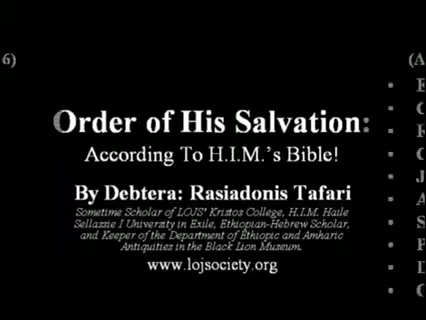 6)
(A
Order of His Salvation:
According To H.I.M.'s Bible!
By Debtera: Rasiadonis Tafari
Sometime Scholar of LOJS' Kristos College, H.I.M. Haile
Sellassie I University in Exile, Ethiopian-Hebrew Scholar,
and Keeper of the Department of Ethiopic and Amharic
Antiquities in the Black Lion Museum.
www.lojsociety.org